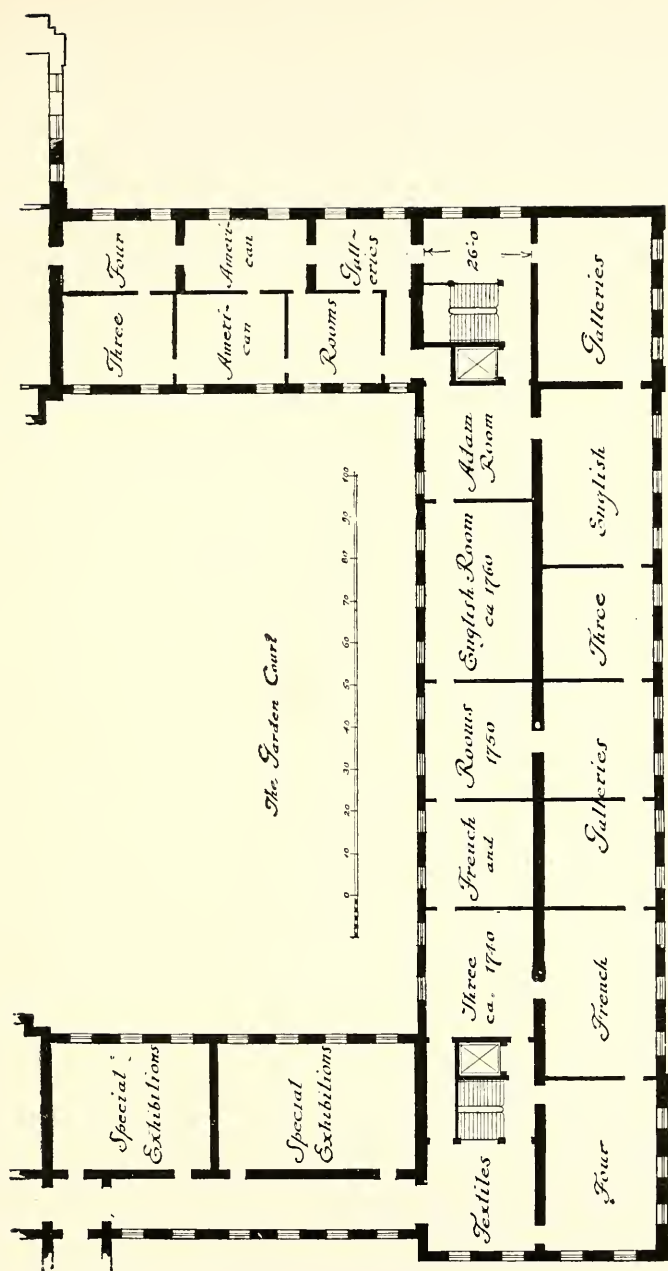 Special
Exhibitions
Special
Exhibitions
Textiles
Four
French
Galleries
Three
English
Galleries
Three
ca. 1740
French
and
Rooms
1750
English Room
ca 1760
Adam
Room
26'0
The Garden Court
0 10 20 30 40 50 60 70 80 90 100
Three
Ameri-
can
Rooms
Four
Ameri-
can
Gall-
eries